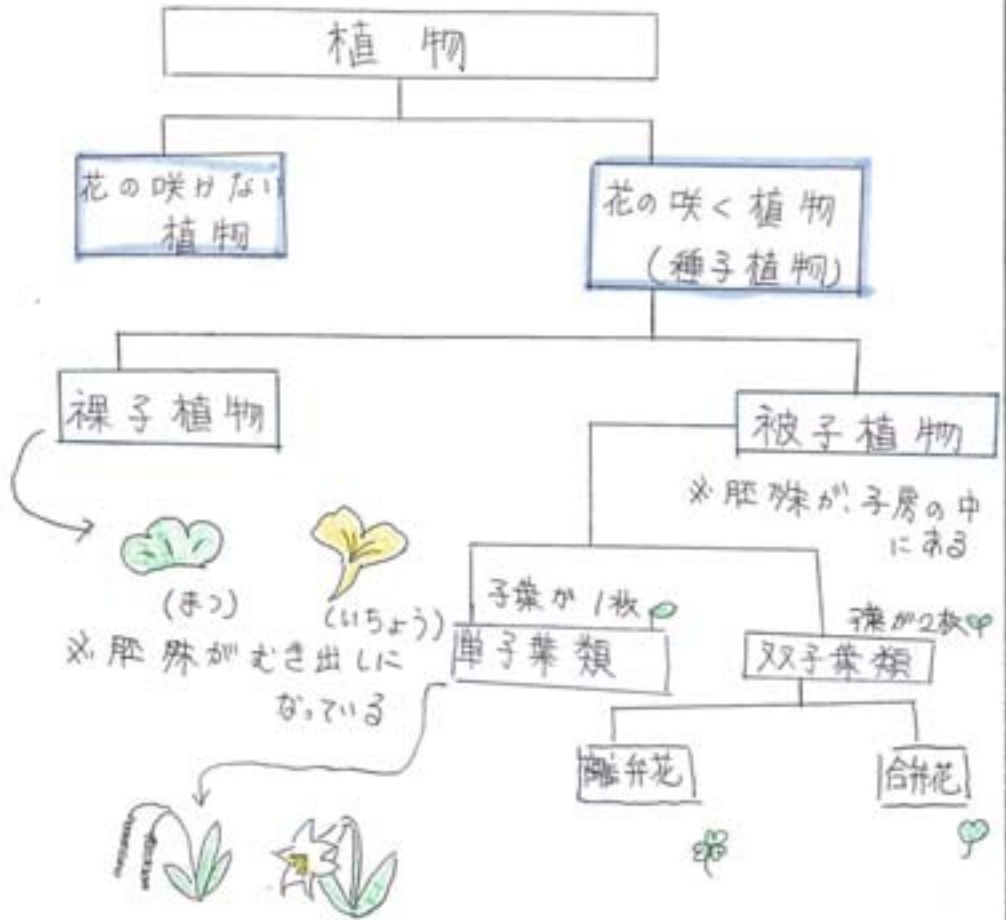 植物
花の咲けない
植物
花の咲く植物
(種子植物)
裸子植物
被子植物
※胚珠が、子房の中
にある
(まつ)
(いちょう)
※胚珠がむき出しに
なっている
子葉が1枚
単子葉類
子葉が2枚
双子葉類
離弁花
合弁花